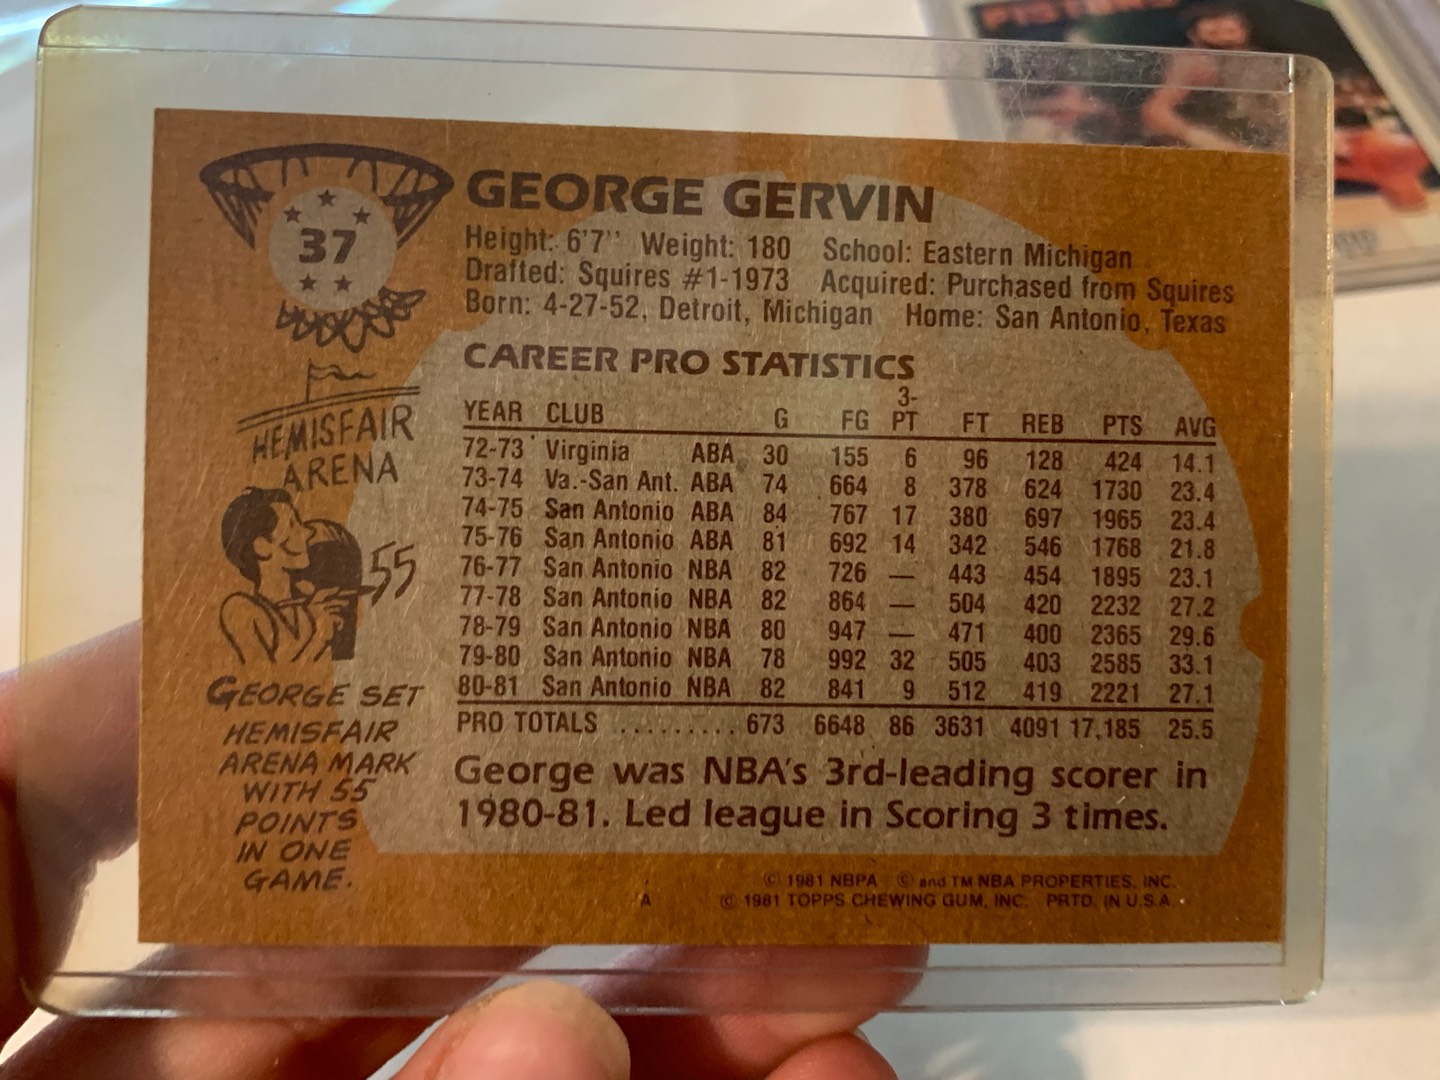 PISTONS
37
GEORGE GERVIN
Height: 6'7" Weight: 180 School: Eastern Michigan
Drafted: Squires #1-1973 Acquired: Purchased from Squires
Born: 4-27-52, Detroit, Michigan Home: San Antonio, Texas
HEMISFAIR
ARENA
55
GEORGE SET
HEMISFAIR
ARENA MARK
WITH 55
POINTS
IN ONE
GAME.
CAREER PRO STATISTICS
YEAR CLUB G FG 3-PT FT REB PTS AVG
72-73 Virginia ABA 30 155 6 96 128 424 14.1
73-74 Va.-San Ant. ABA 74 664 8 378 624 1730 23.4
74-75 San Antonio ABA 84 767 17 380 697 1965 23.4
75-76 San Antonio ABA 81 692 14 342 546 1768 21.8
76-77 San Antonio NBA 82 726 — 443 454 1895 23.1
77-78 San Antonio NBA 82 864 — 504 420 2232 27.2
78-79 San Antonio NBA 80 947 — 471 400 2365 29.6
79-80 San Antonio NBA 78 992 32 505 403 2585 33.1
80-81 San Antonio NBA 82 841 9 512 419 2221 27.1
PRO TOTALS ......... 673 6648 86 3631 4091 17,185 25.5
George was NBA's 3rd-leading scorer in
1980-81. Led league in Scoring 3 times.
© 1981 NBPA © and TM NBA PROPERTIES, INC.
A © 1981 TOPPS CHEWING GUM, INC. PRTD. IN U.S.A.